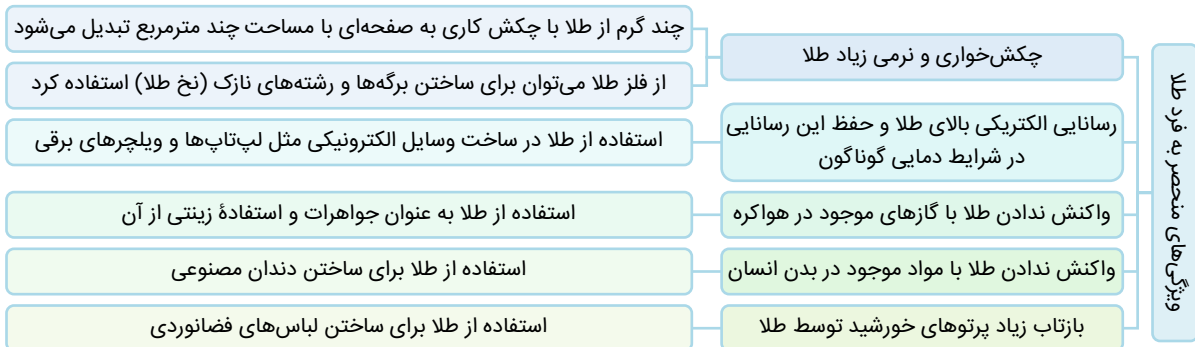 ویژگی‌های منحصر به فرد طلا
چکش‌خواری و نرمی زیاد طلا
چند گرم از طلا با چکش کاری به صفحه‌ای با مساحت چند مترمربع تبدیل می‌شود
از فلز طلا می‌توان برای ساختن برگه‌ها و رشته‌های نازک (نخ طلا) استفاده کرد
رسانایی الکتریکی بالای طلا و حفظ این رسانایی
در شرایط دمایی گوناگون
استفاده از طلا در ساخت وسایل الکترونیکی مثل لپ‌تاپ‌ها و ویلچرهای برقی
واکنش ندادن طلا با گازهای موجود در هواکره
استفاده از طلا به عنوان جواهرات و استفادهٔ زینتی از آن
واکنش ندادن طلا با مواد موجود در بدن انسان
استفاده از طلا برای ساختن دندان مصنوعی
بازتاب زیاد پرتوهای خورشید توسط طلا
استفاده از طلا برای ساختن لباس‌های فضانوردی